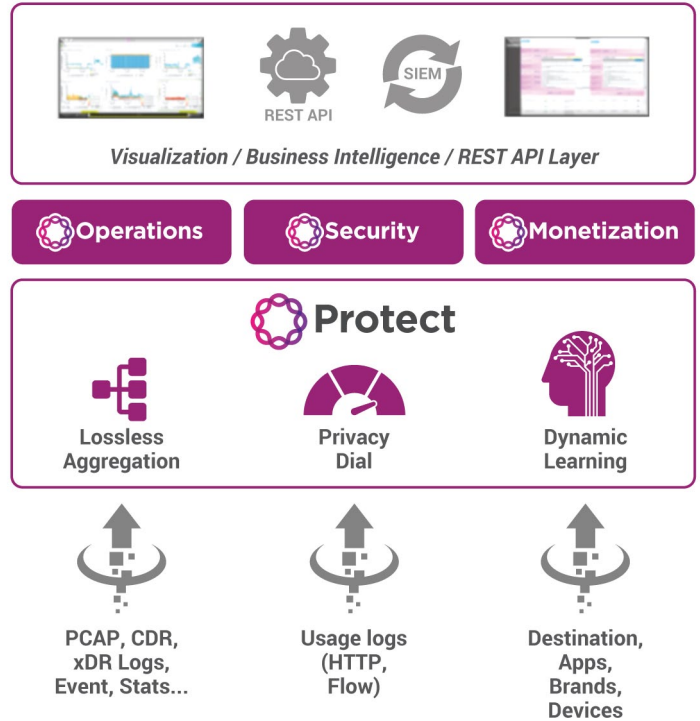 REST API
SIEM
Visualization / Business Intelligence / REST API Layer
Operations
Security
Monetization
Protect
Lossless
Aggregation
Privacy
Dial
Dynamic
Learning
PCAP, CDR,
xDR Logs,
Event, Stats...
Usage logs
(HTTP,
Flow)
Destination,
Apps,
Brands,
Devices